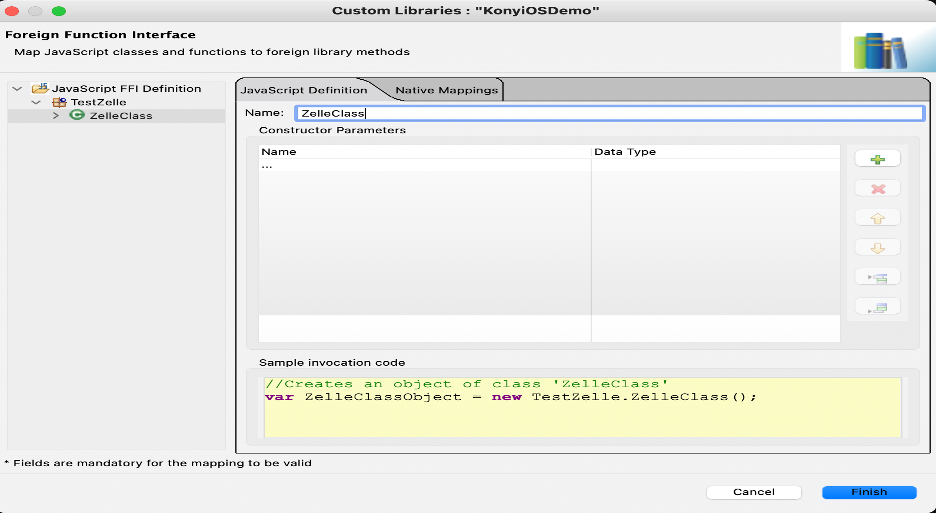 Custom Libraries : "KonyiOSDemo"
Foreign Function Interface
Map JavaScript classes and functions to foreign library methods
JavaScript FFI Definition
TestZelle
ZelleClass
JavaScript Definition
Native Mappings
Name: ZelleClass
Constructor Parameters
Name Data Type
...
Sample invocation code
//Creates an object of class 'ZelleClass'
var ZelleClassObject = new TestZelle.ZelleClass();
* Fields are mandatory for the mapping to be valid
Cancel Finish